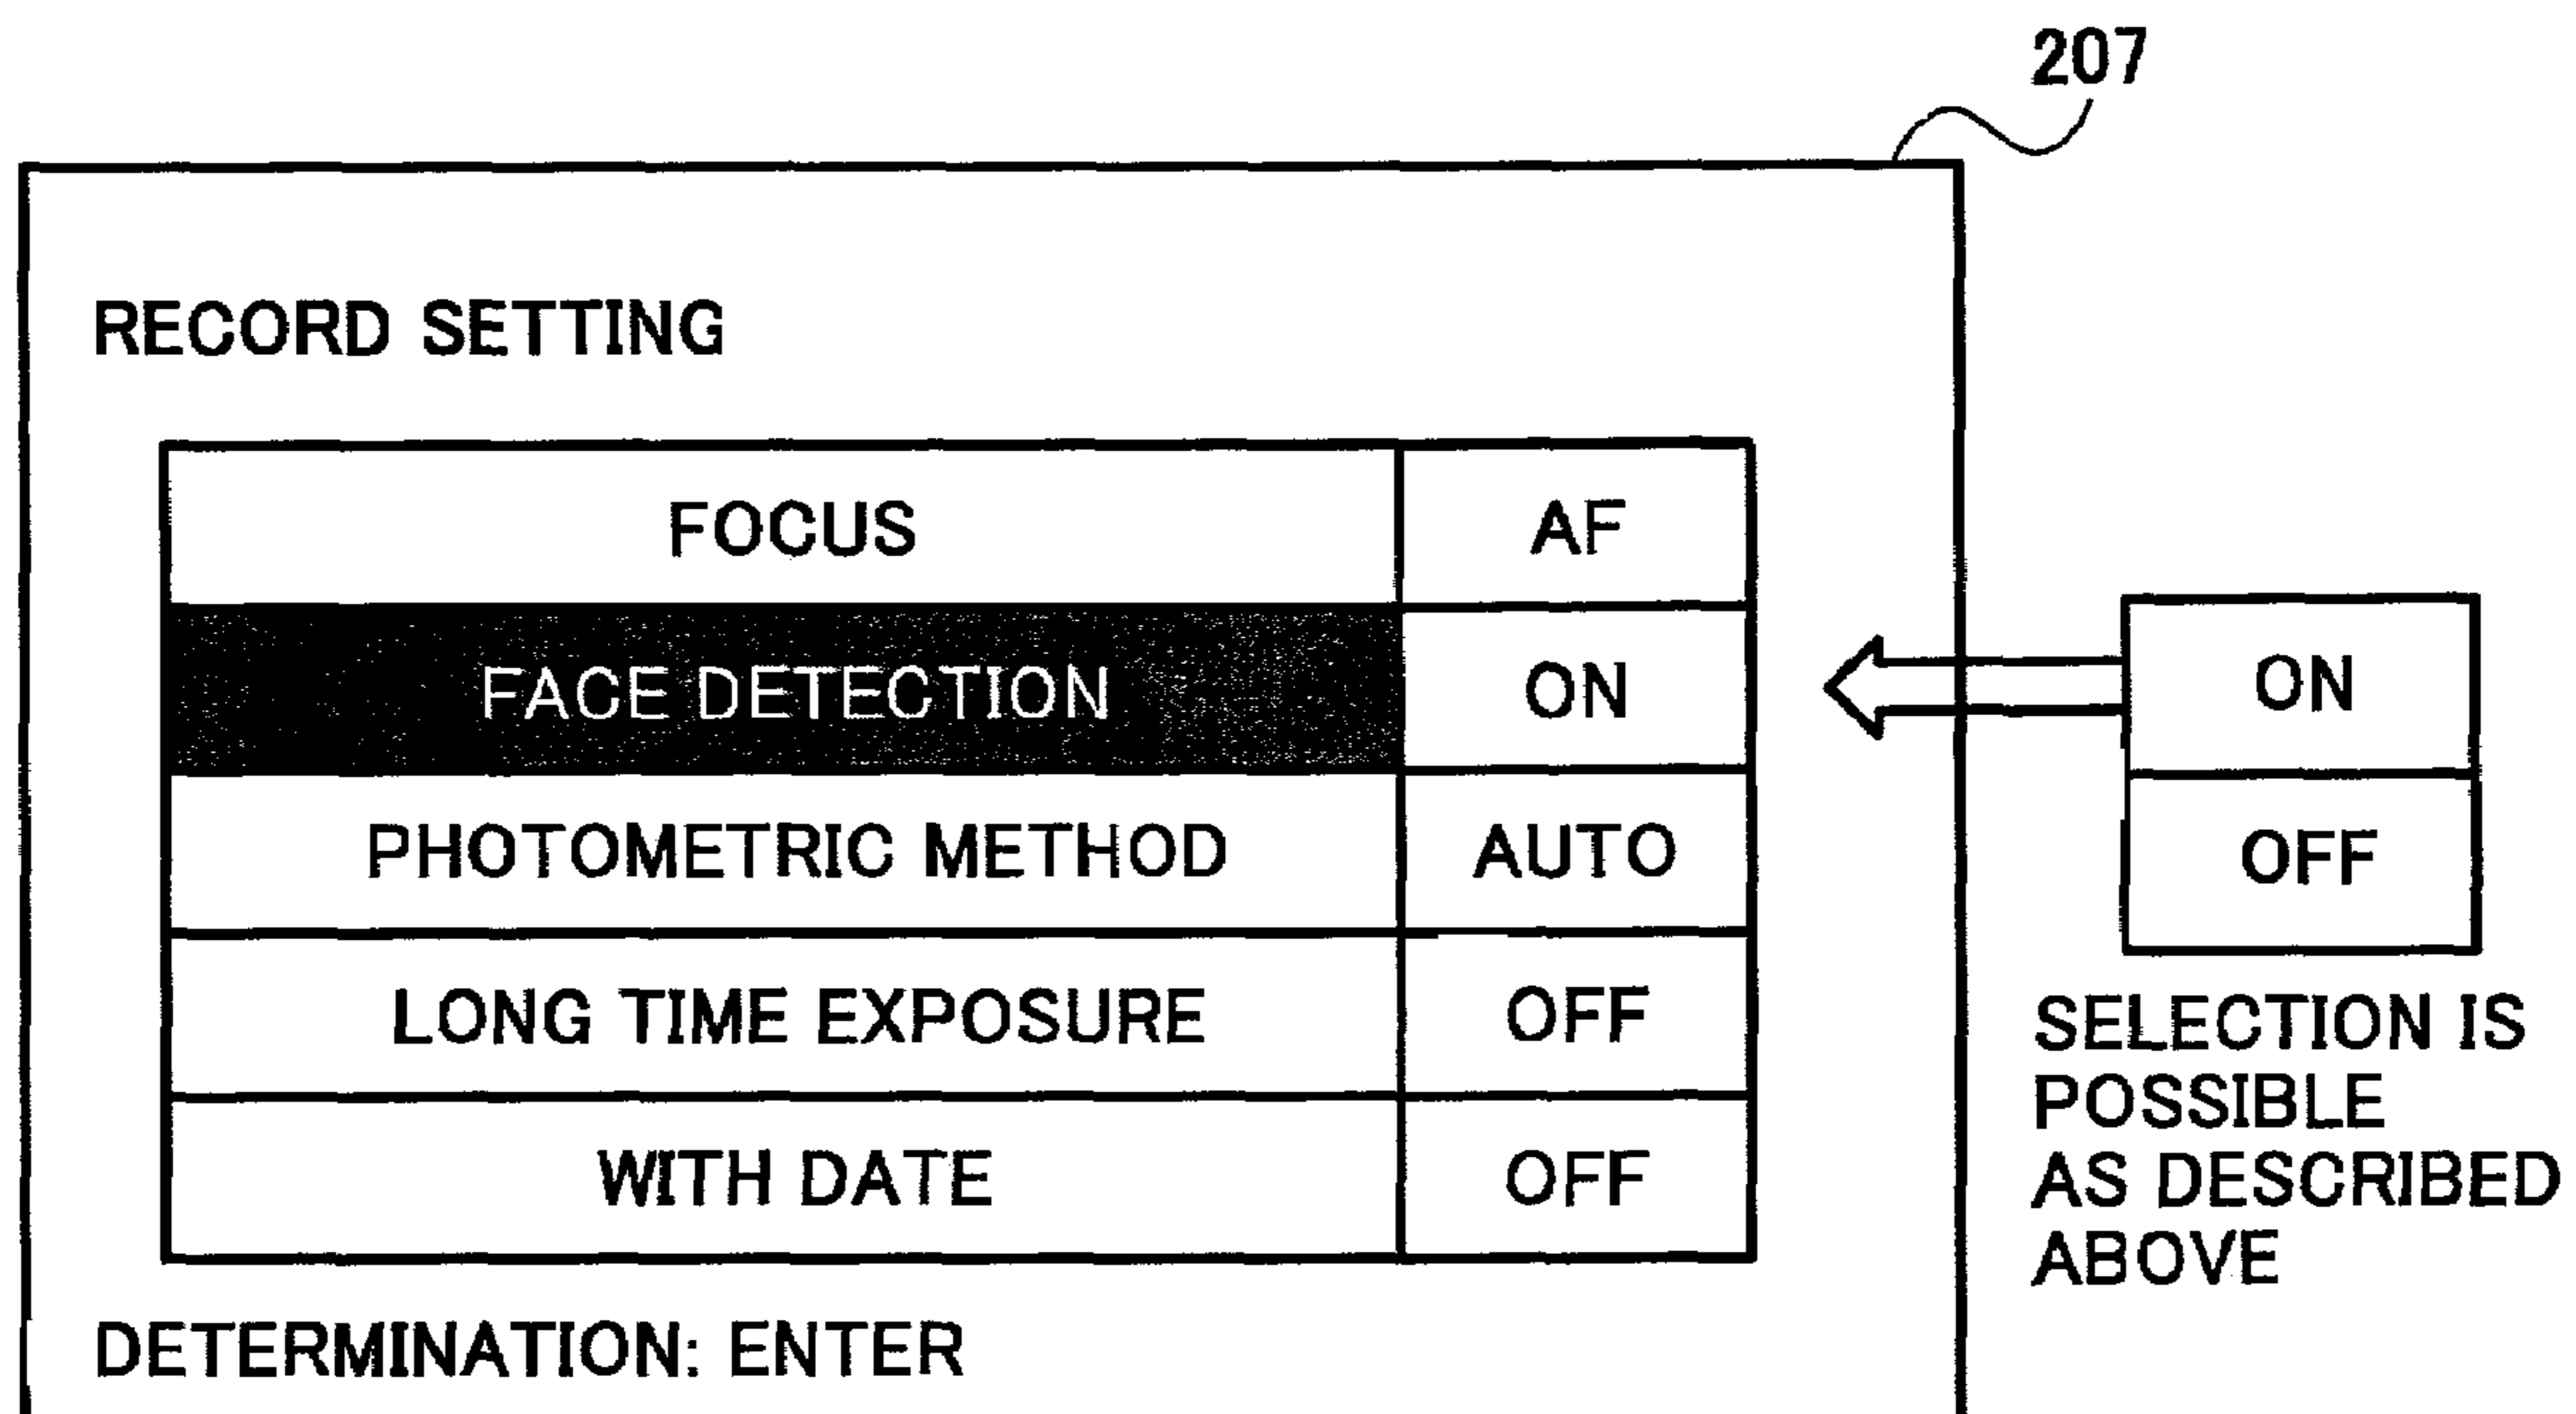 207
RECORD SETTING
FOCUS AF
FACE DETECTION ON
PHOTOMETRIC METHOD AUTO
LONG TIME EXPOSURE OFF
WITH DATE OFF
DETERMINATION: ENTER
ON
OFF
SELECTION IS
POSSIBLE
AS DESCRIBED
ABOVE